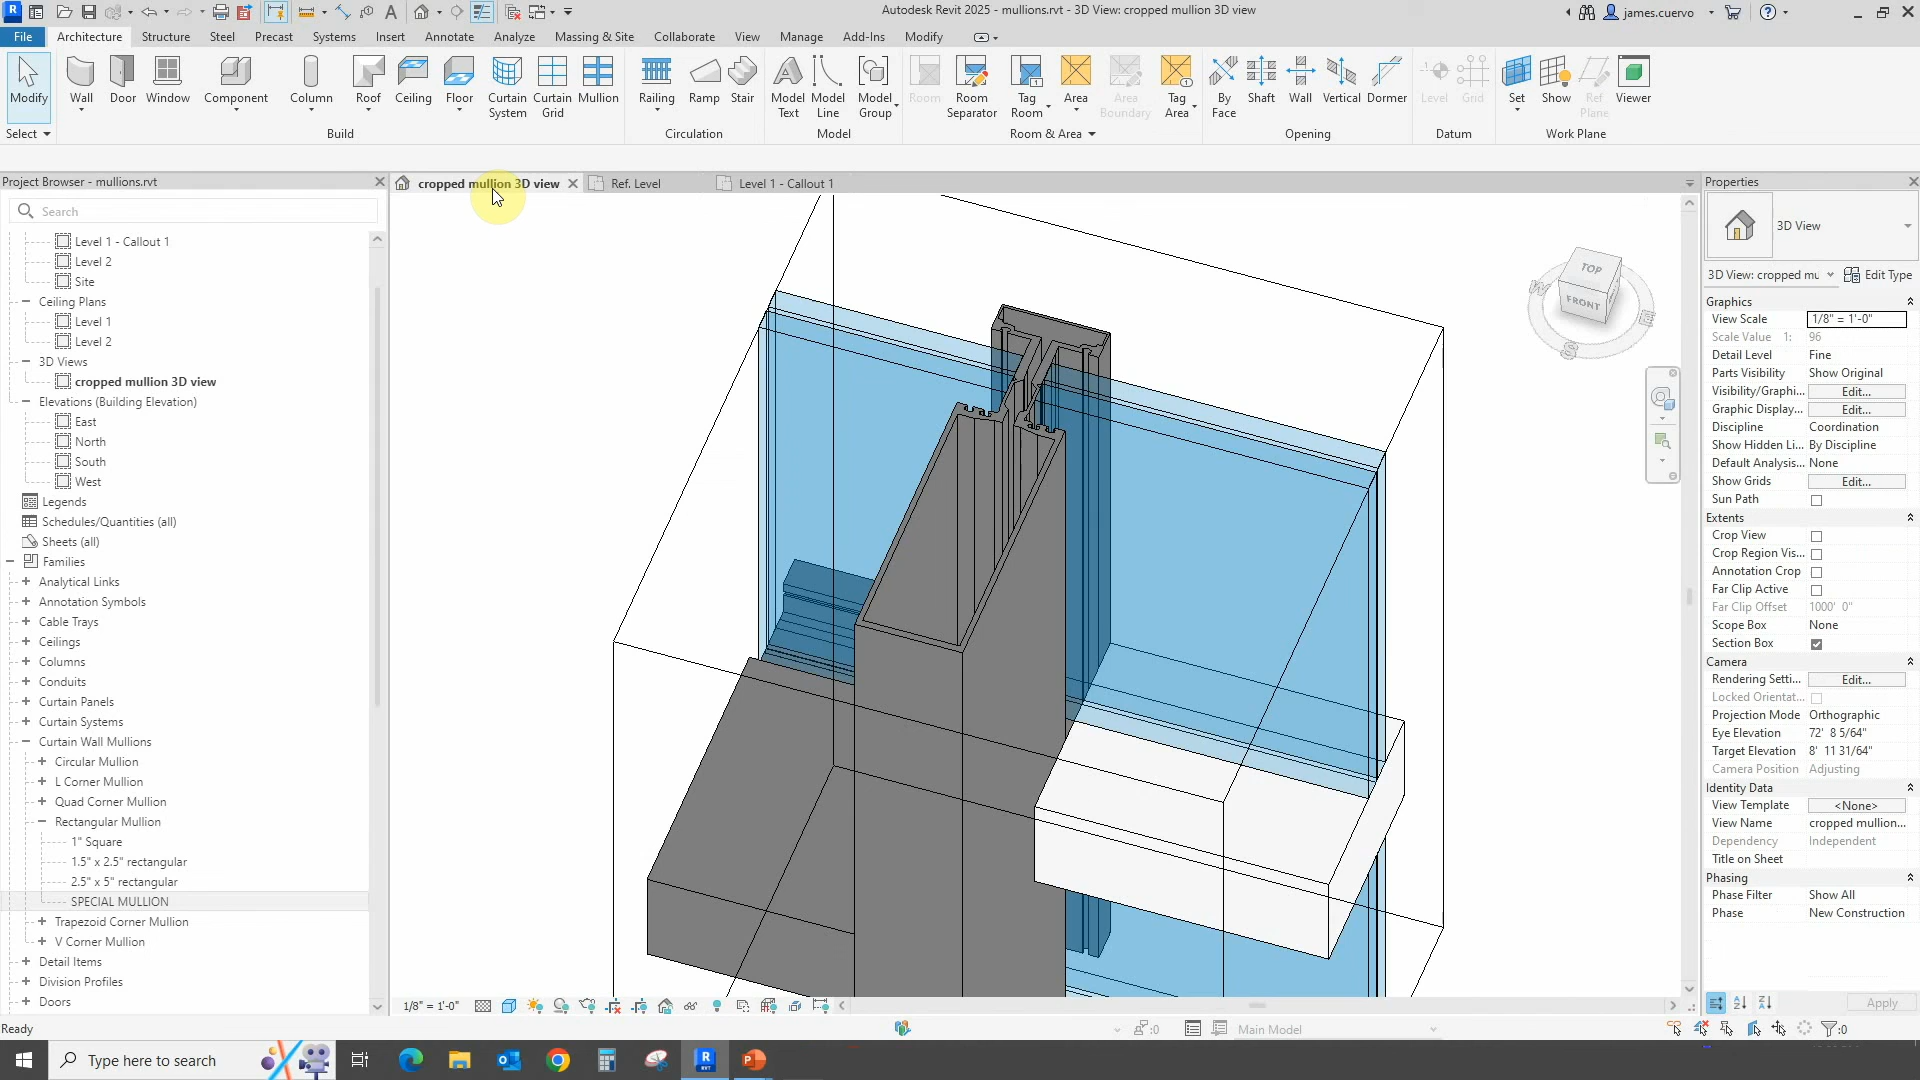 Autodesk Revit 2025 - mullions.rvt - 3D View: cropped mullion 3D view
james.cuervo
File Architecture Structure Steel Precast Systems Insert Annotate Analyze Massing & Site Collaborate View Manage Add-Ins Modify
Modify Wall Door Window Component Column Roof Ceiling Floor Curtain System Curtain Grid Mullion Railing Ramp Stair Model Text Model Line Model Group Room Room Separator Tag Room Area Area Boundary Tag Area By Face Shaft Wall Vertical Dormer Level Grid Set Show Ref Plane Viewer
Select Build Circulation Model Room & Area Opening Datum Work Plane
Project Browser - mullions.rvt
Search
Level 1 - Callout 1
Level 2
Site
Ceiling Plans
Level 1
Level 2
3D Views
cropped mullion 3D view
Elevations (Building Elevation)
East
North
South
West
Legends
Schedules/Quantities (all)
Sheets (all)
Families
Analytical Links
Annotation Symbols
Cable Trays
Ceilings
Columns
Conduits
Curtain Panels
Curtain Systems
Curtain Wall Mullions
Circular Mullion
L Corner Mullion
Quad Corner Mullion
Rectangular Mullion
1" Square
1.5" x 2.5" rectangular
2.5" x 5" rectangular
SPECIAL MULLION
Trapezoid Corner Mullion
V Corner Mullion
Detail Items
Division Profiles
Doors
cropped mullion 3D view Ref. Level Level 1 - Callout 1
TOP
FRONT
W
S
E
1/8" = 1'-0"
Properties
3D View
3D View: cropped mu Edit Type
Graphics
View Scale 1/8" = 1'-0"
Scale Value 1: 96
Detail Level Fine
Parts Visibility Show Original
Visibility/Graphi... Edit...
Graphic Display... Edit...
Discipline Coordination
Show Hidden Li... By Discipline
Default Analysis... None
Show Grids Edit...
Sun Path
Extents
Crop View
Crop Region Vis...
Annotation Crop
Far Clip Active
Far Clip Offset 1000' 0"
Scope Box None
Section Box
Camera
Rendering Setti... Edit...
Locked Orientat...
Projection Mode Orthographic
Eye Elevation 72' 8 5/64"
Target Elevation 8' 11 31/64"
Camera Position Adjusting
Identity Data
View Template <None>
View Name cropped mullion...
Dependency Independent
Title on Sheet
Phasing
Phase Filter Show All
Phase New Construction
Apply
Ready
:0
Main Model
:0
Type here to search